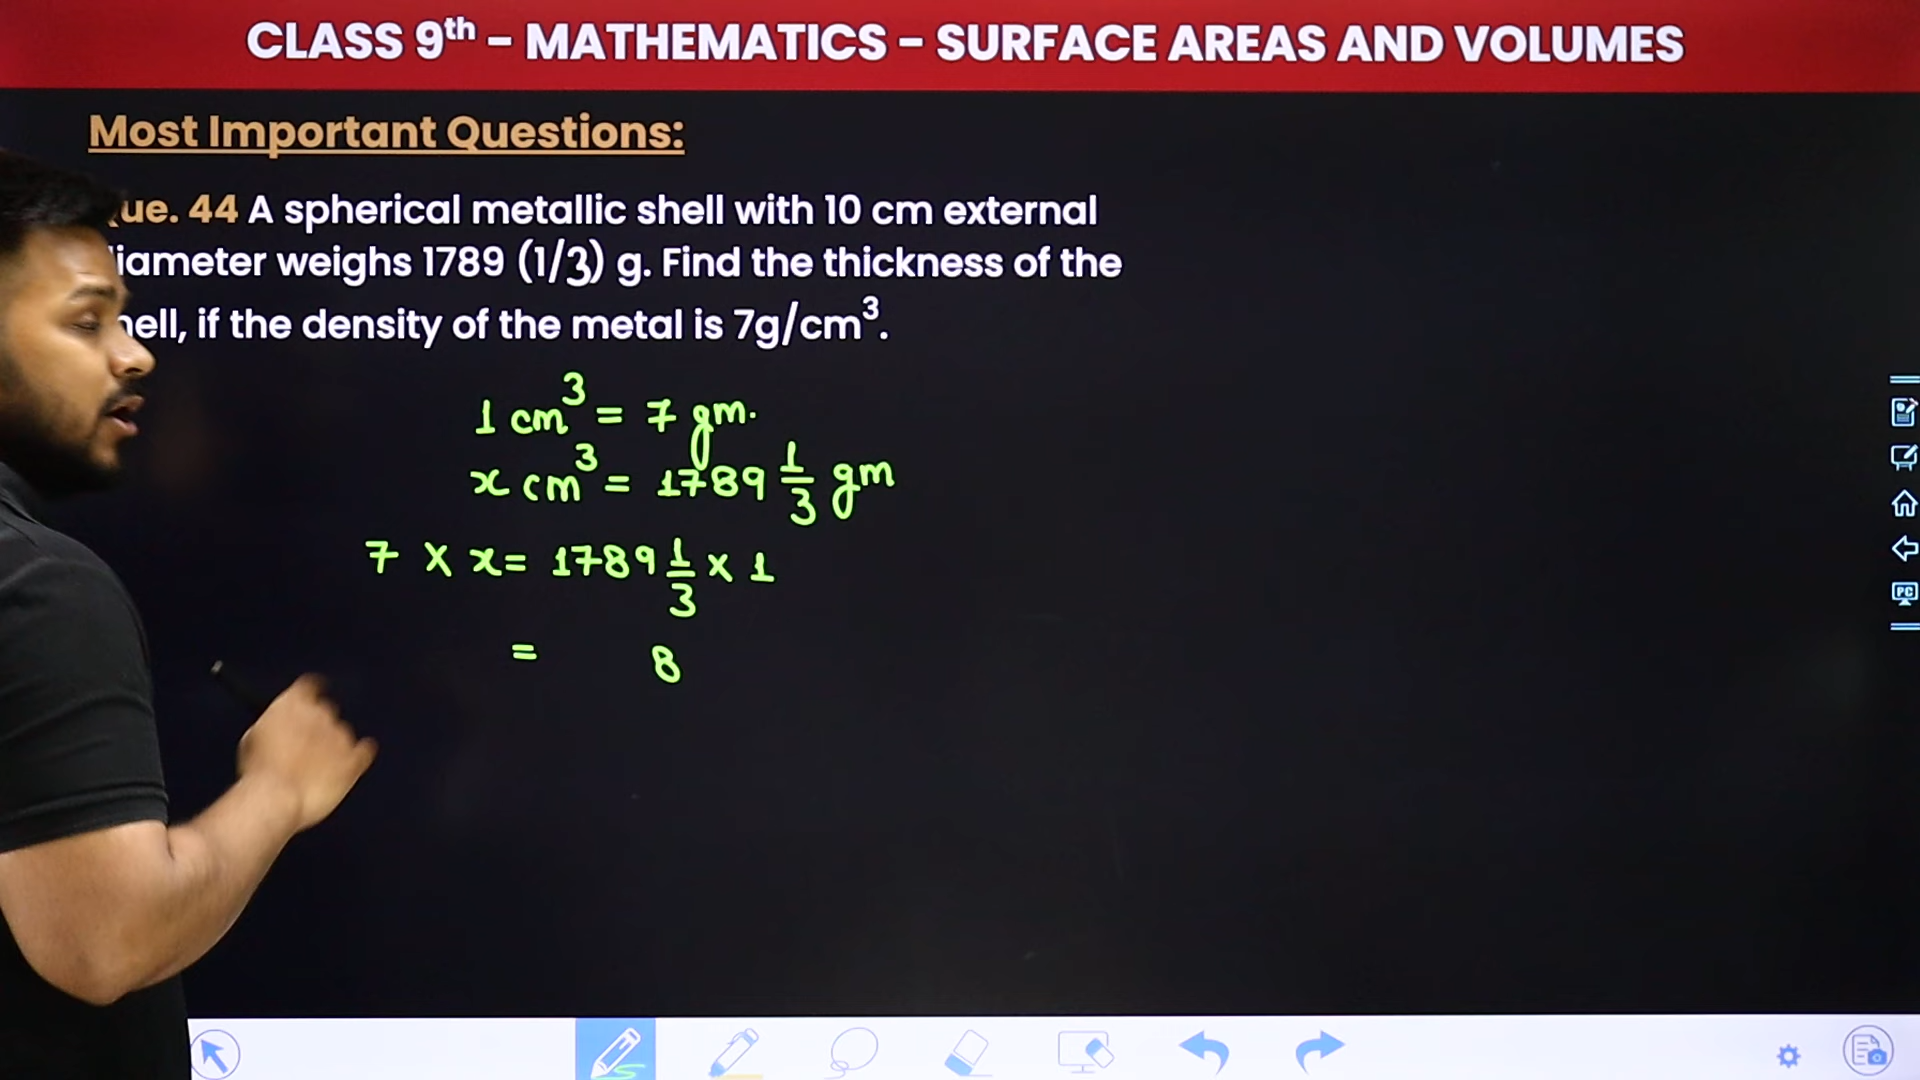 CLASS 9th - MATHEMATICS - SURFACE AREAS AND VOLUMES
Most Important Questions:
ue. 44 A spherical metallic shell with 10 cm external
iameter weighs 1789 (1/3) g. Find the thickness of the
hell, if the density of the metal is 7g/cm³.
1 cm³ = 7 gm.
x cm³ = 1789 1/3 gm
7 × x = 1789 1/3 × 1
= 8
PC